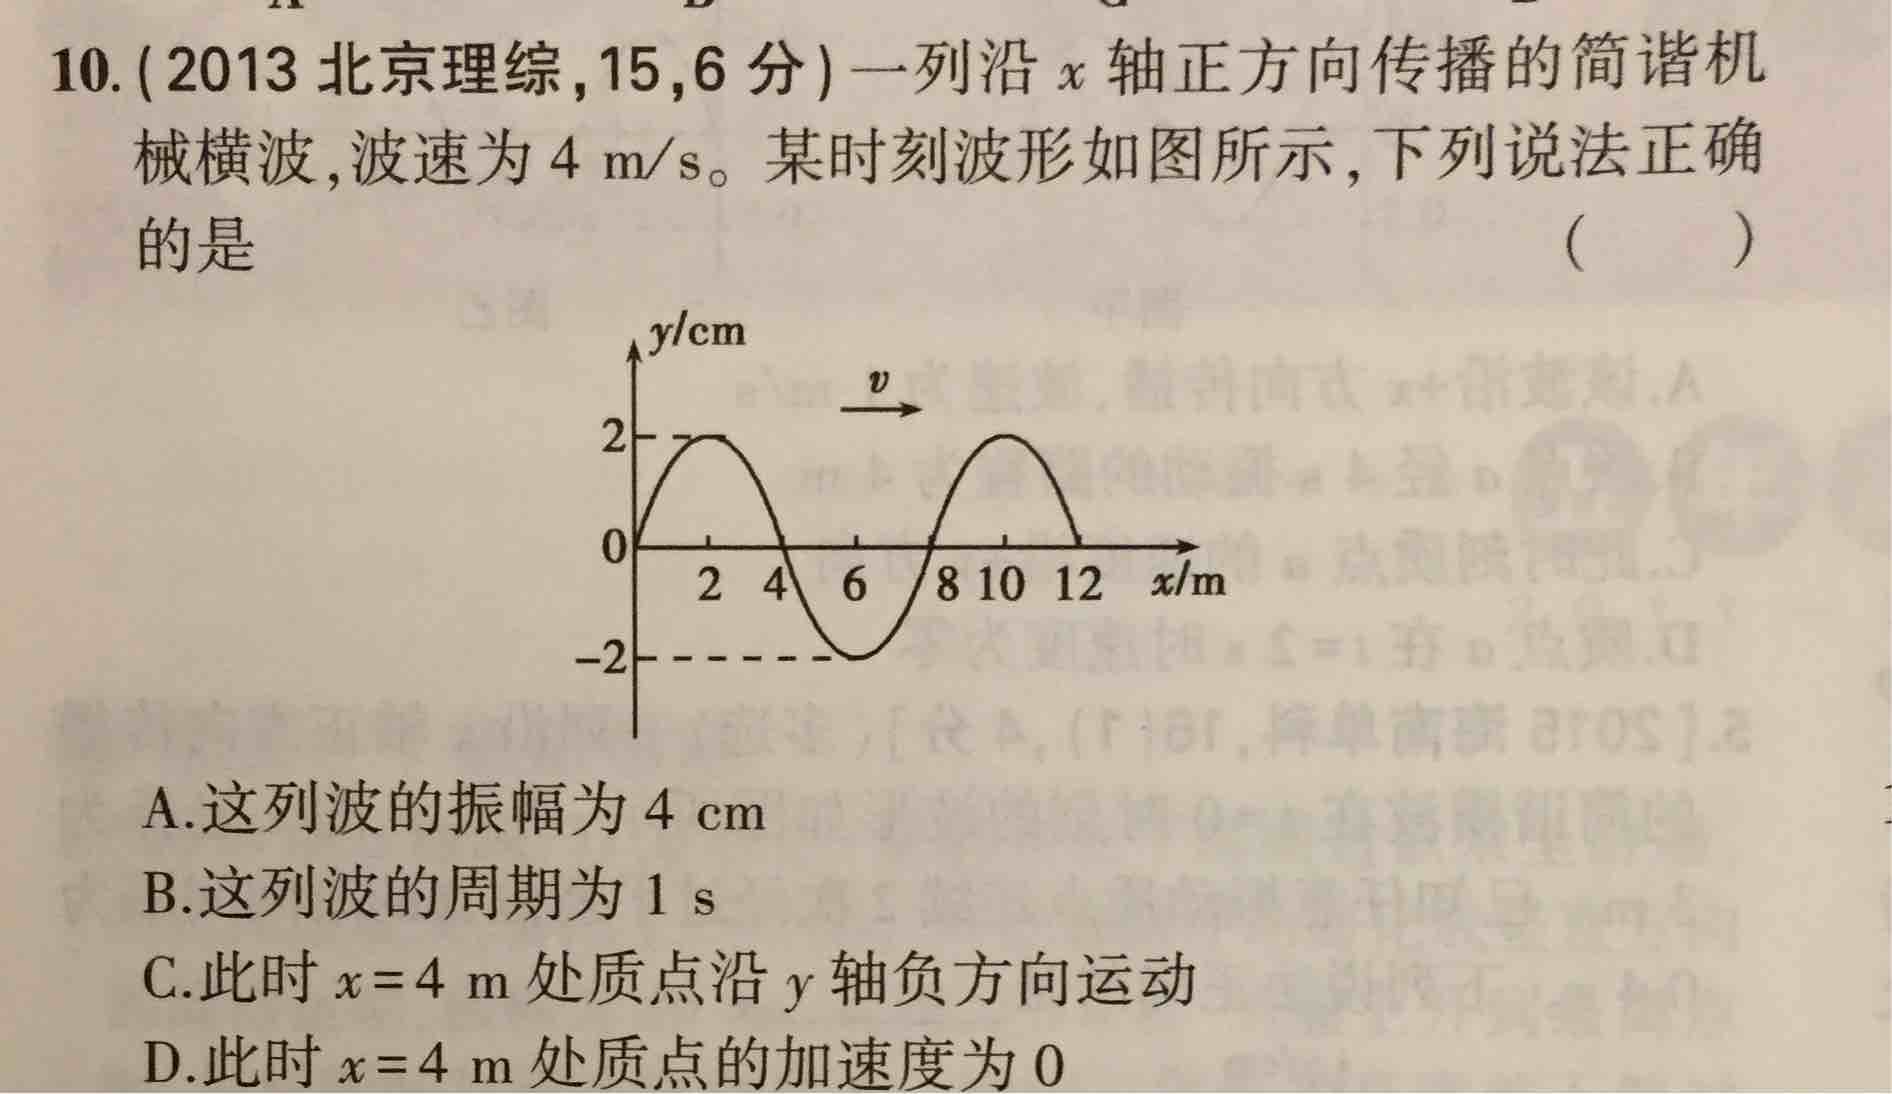 10.(2013 北京理综,15,6 分)一列沿 x 轴正方向传播的简谐机
械横波,波速为 4 m/s。某时刻波形如图所示,下列说法正确
的是 ( )
y/cm
v
2
0
2 4 6 8 10 12 x/m
-2
A.这列波的振幅为 4 cm
B.这列波的周期为 1 s
C.此时 x=4 m 处质点沿 y 轴负方向运动
D.此时 x=4 m 处质点的加速度为 0